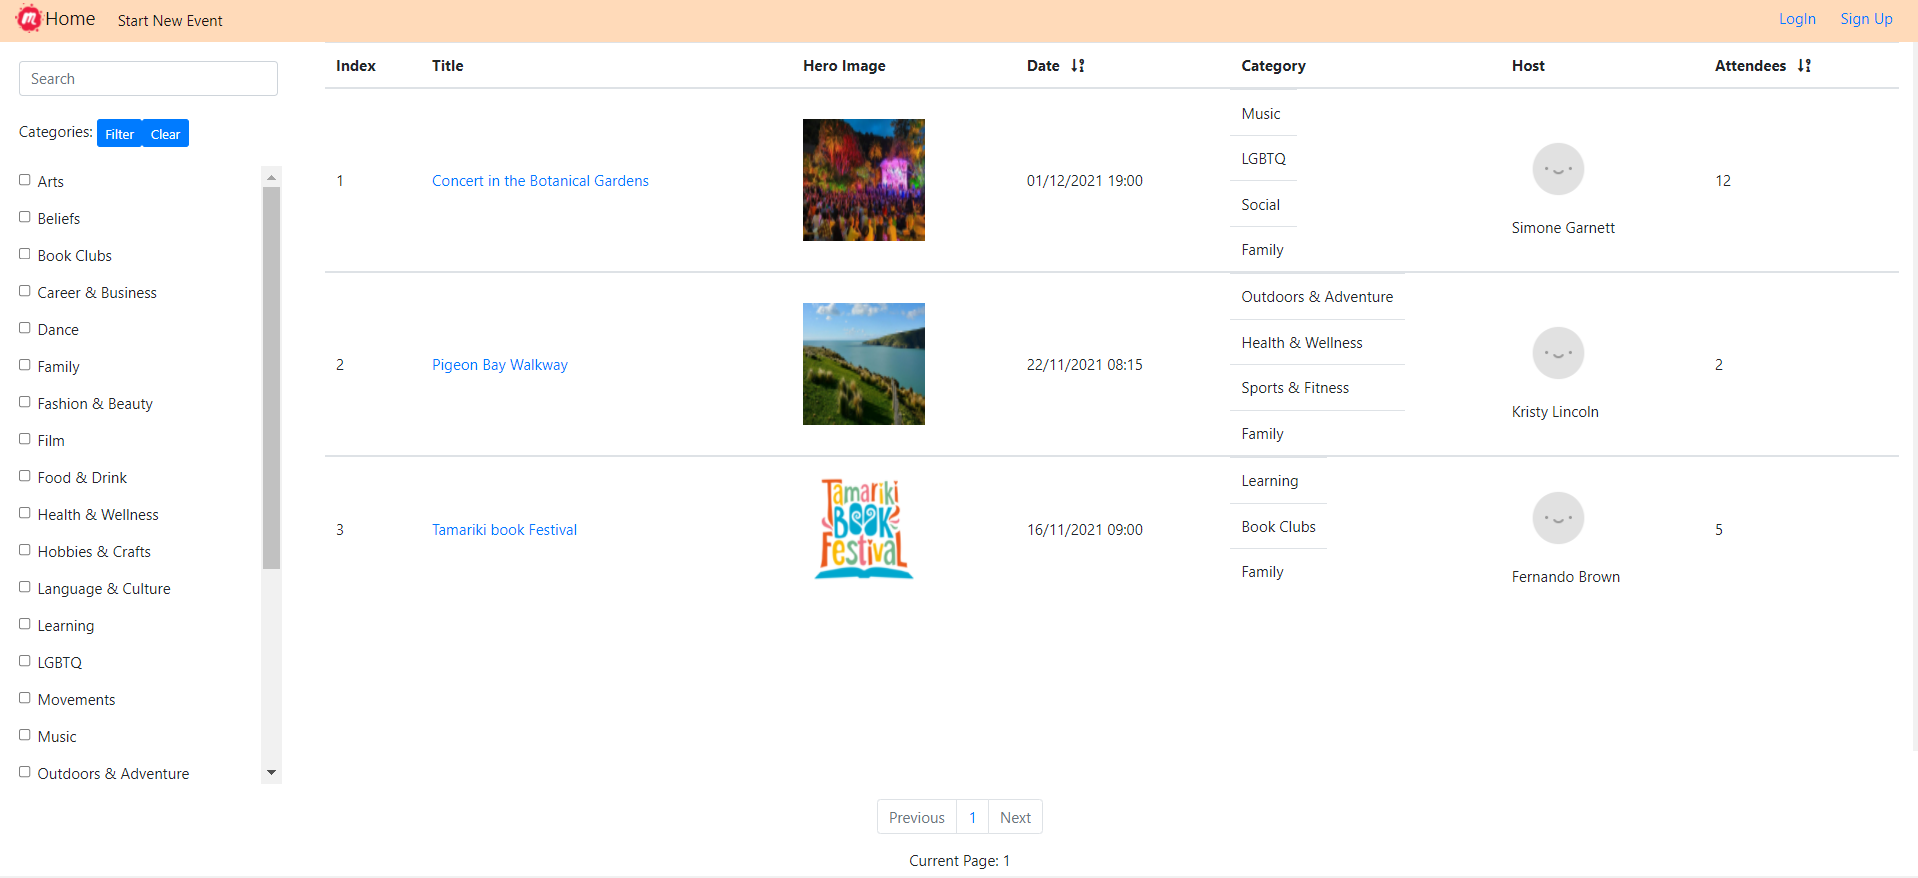 m Home Start New Event LogIn Sign Up
Search
Categories: Filter Clear
Arts
Beliefs
Book Clubs
Career & Business
Dance
Family
Fashion & Beauty
Film
Food & Drink
Health & Wellness
Hobbies & Crafts
Language & Culture
Learning
LGBTQ
Movements
Music
Outdoors & Adventure
Index Title Hero Image Date Category Host Attendees
1 Concert in the Botanical Gardens 01/12/2021 19:00
Music
LGBTQ
Social
Family
Simone Garnett
12
2 Pigeon Bay Walkway 22/11/2021 08:15
Outdoors & Adventure
Health & Wellness
Sports & Fitness
Family
Kristy Lincoln
2
3 Tamariki book Festival
Tamariki
BOOK
Festival
16/11/2021 09:00
Learning
Book Clubs
Family
Fernando Brown
5
Previous 1 Next
Current Page: 1